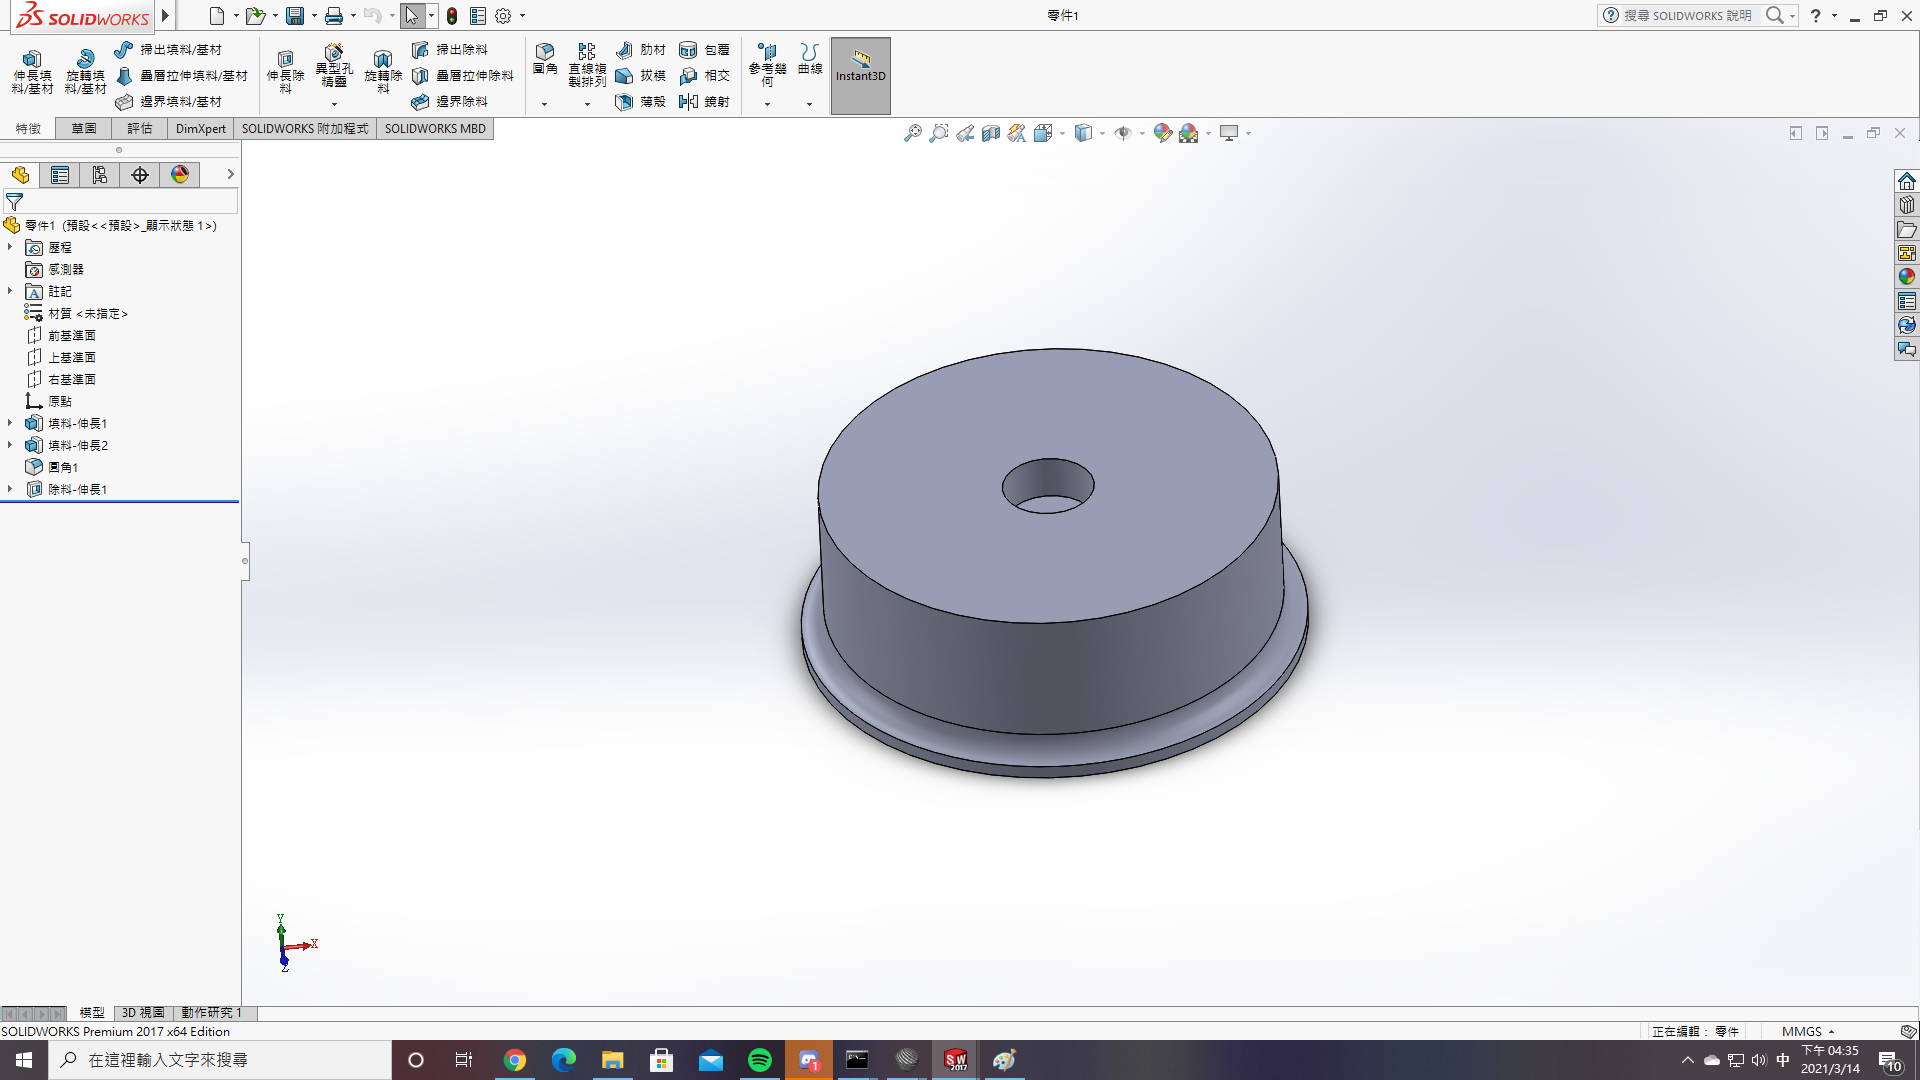 SOLIDWORKS
零件1
搜尋 SOLIDWORKS 說明
伸長填料/基材
旋轉填料/基材
掃出填料/基材
疊層拉伸填料/基材
邊界填料/基材
伸長除料
異型孔精靈
旋轉除料
掃出除料
疊層拉伸除料
邊界除料
圓角
直線複製排列
肋材
拔模
薄殼
包覆
相交
鏡射
參考幾何
曲線
Instant3D
特徵 草圖 評估 DimXpert SOLIDWORKS 附加程式 SOLIDWORKS MBD
零件1 (預設<<預設>_顯示狀態 1>)
歷程
感測器
註記
材質 <未指定>
前基準面
上基準面
右基準面
原點
填料-伸長1
填料-伸長2
圓角1
除料-伸長1
Y
X
Z
模型 3D 視圖 動作研究 1
SOLIDWORKS Premium 2017 x64 Edition
正在編輯： 零件
MMGS
在這裡輸入文字來搜尋
1
SW
2017
中
下午 04:35
2021/3/14
10